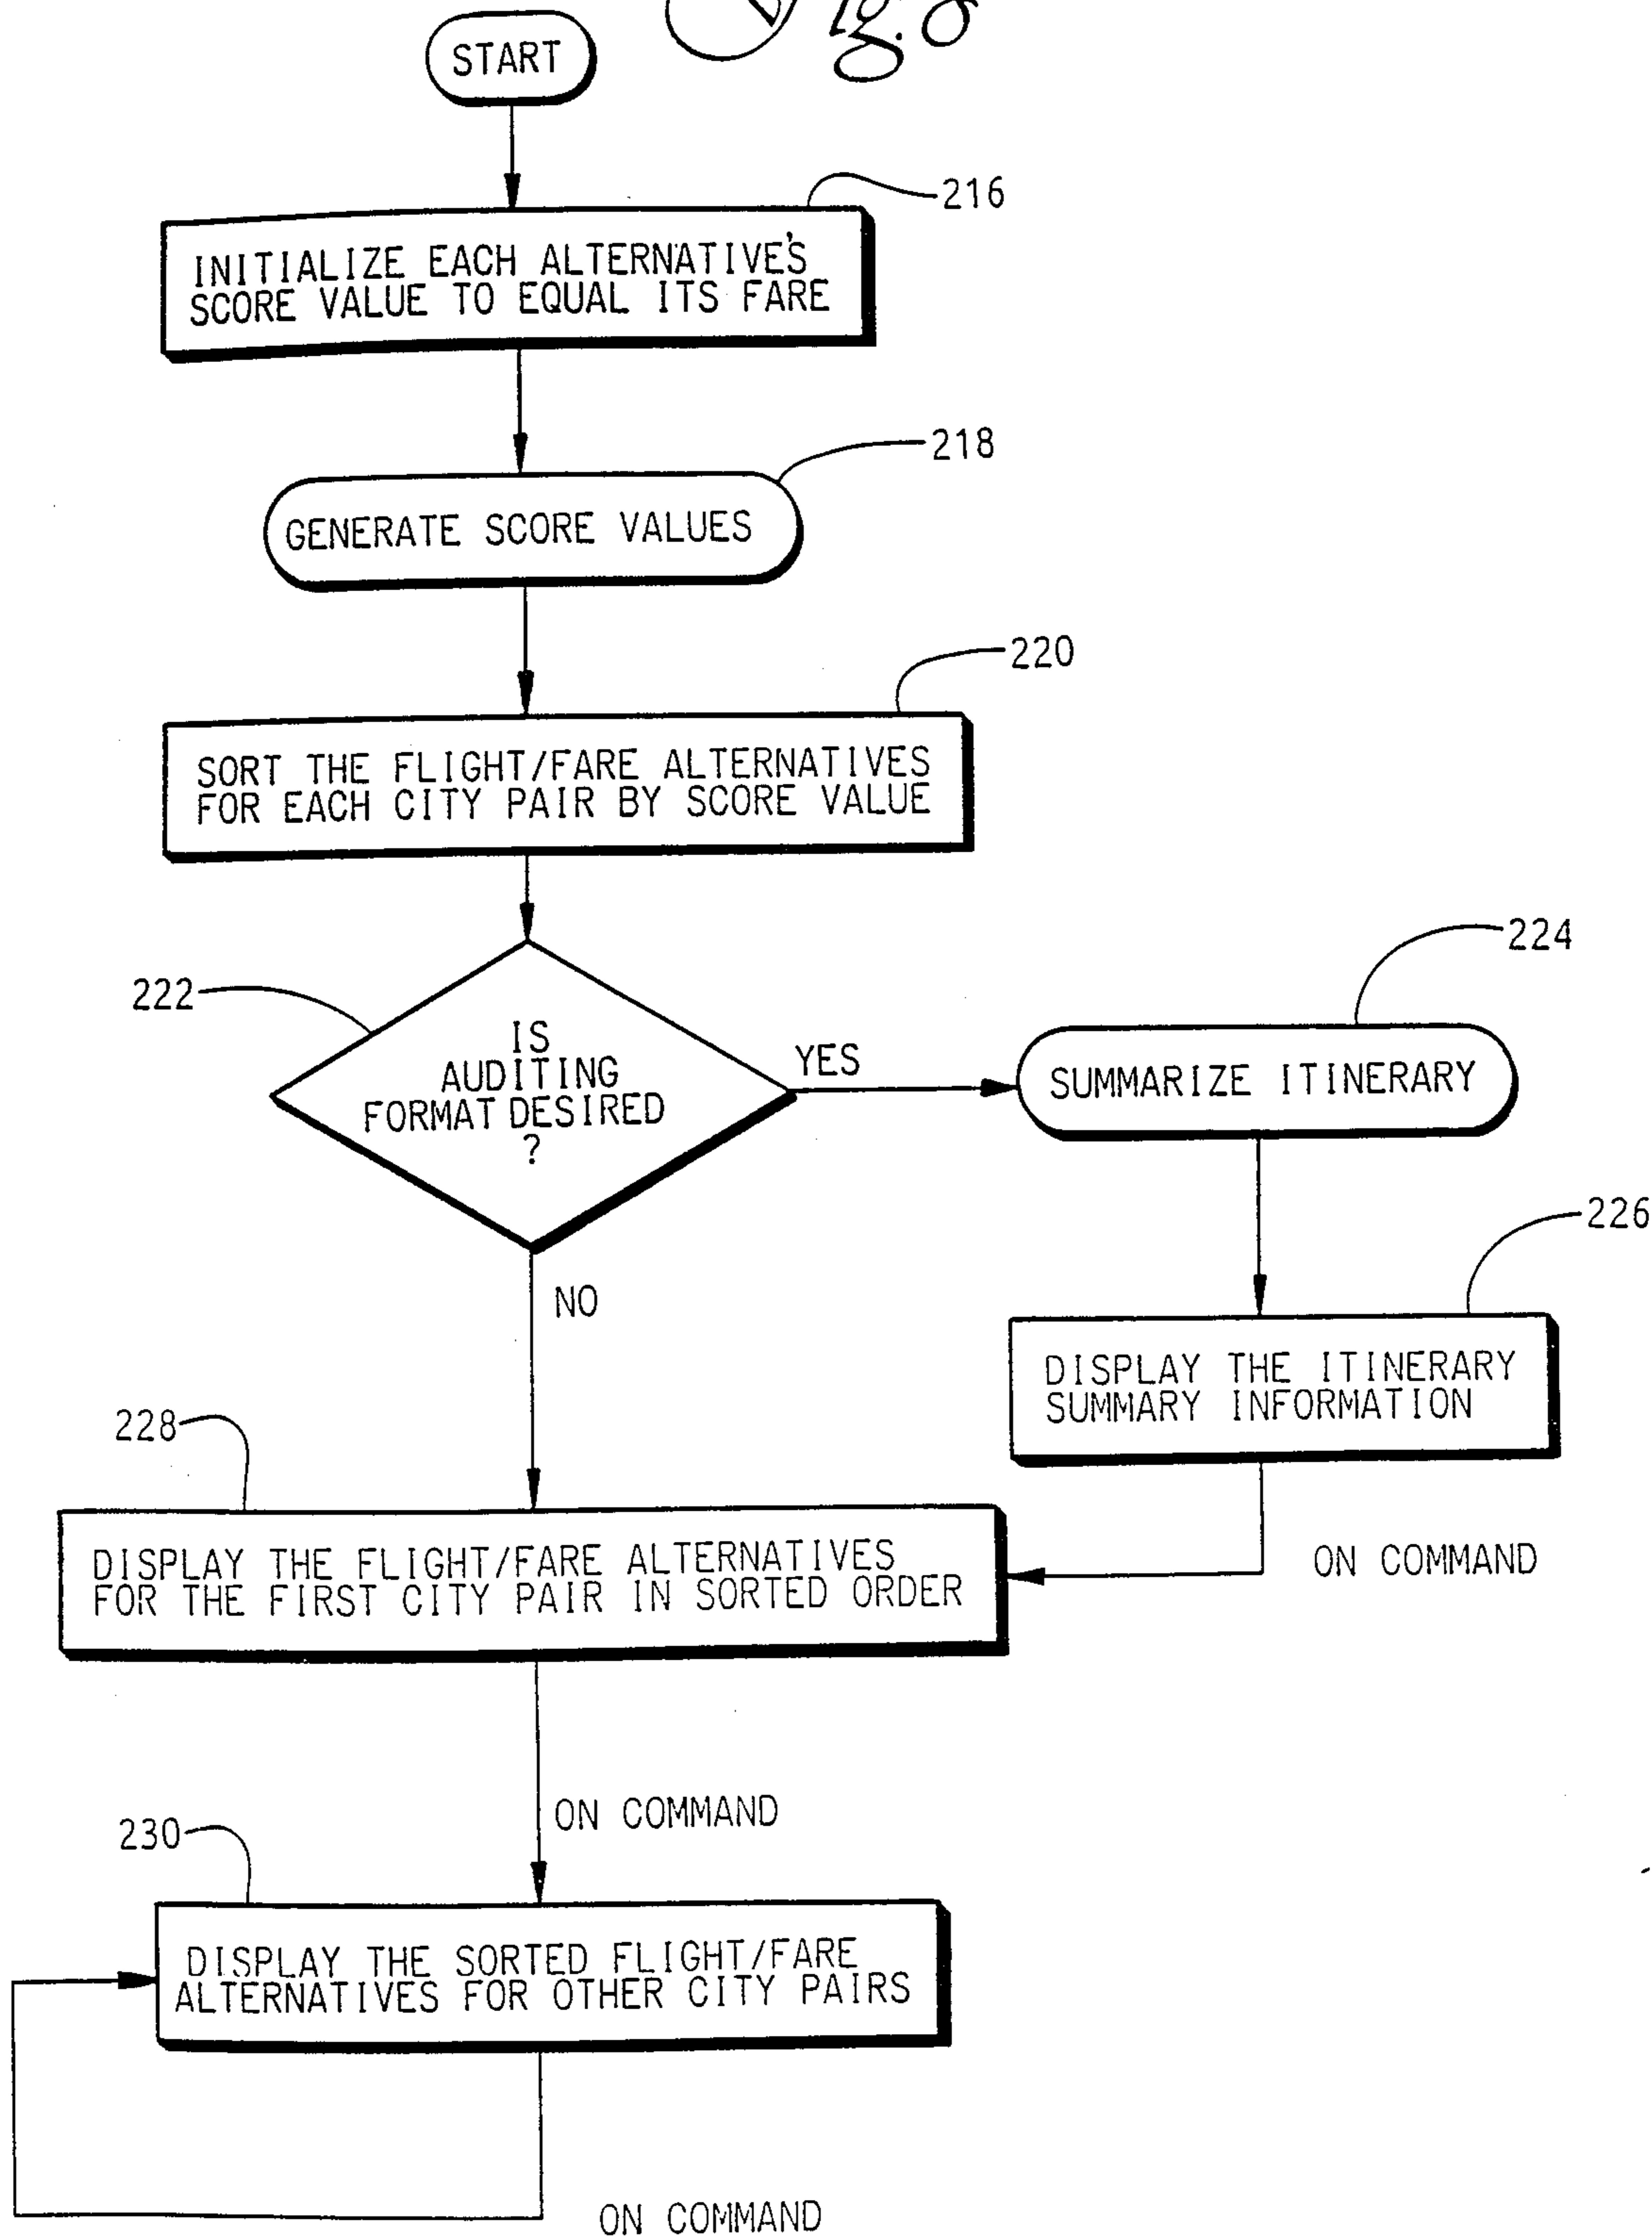 Fig. 8
START
216
INITIALIZE EACH ALTERNATIVE'S
SCORE VALUE TO EQUAL ITS FARE
218
GENERATE SCORE VALUES
220
SORT THE FLIGHT/FARE ALTERNATIVES
FOR EACH CITY PAIR BY SCORE VALUE
222
IS
AUDITING
FORMAT DESIRED
?
YES
224
SUMMARIZE ITINERARY
NO
226
DISPLAY THE ITINERARY
SUMMARY INFORMATION
228
DISPLAY THE FLIGHT/FARE ALTERNATIVES
FOR THE FIRST CITY PAIR IN SORTED ORDER
ON COMMAND
ON COMMAND
230
DISPLAY THE SORTED FLIGHT/FARE
ALTERNATIVES FOR OTHER CITY PAIRS
ON COMMAND